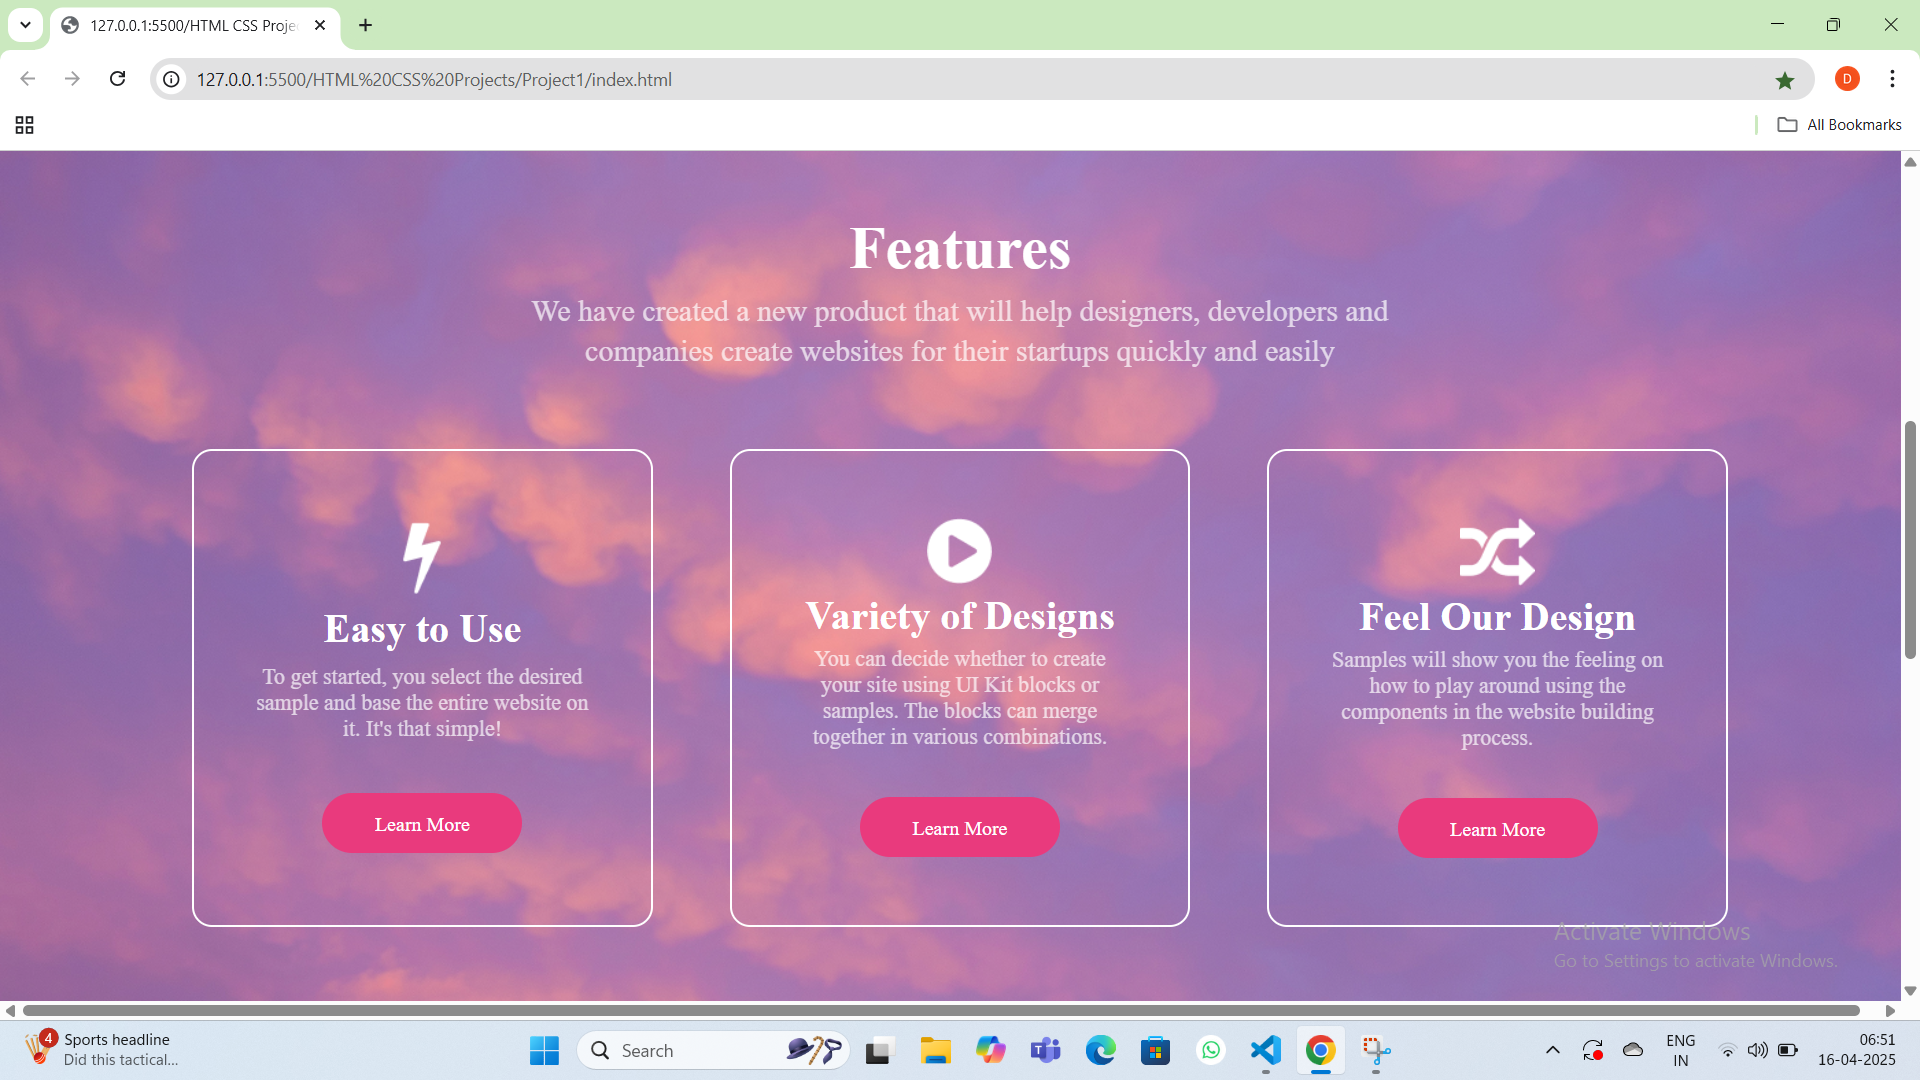 127.0.0.1:5500/HTML CSS Proje
127.0.0.1:5500/HTML%20CSS%20Projects/Project1/index.html
D
All Bookmarks
Features
We have created a new product that will help designers, developers and
companies create websites for their startups quickly and easily
Easy to Use
To get started, you select the desired
sample and base the entire website on
it. It's that simple!
Learn More
Variety of Designs
You can decide whether to create
your site using UI Kit blocks or
samples. The blocks can merge
together in various combinations.
Learn More
Feel Our Design
Samples will show you the feeling on
how to play around using the
components in the website building
process.
Learn More
Activate Windows
Go to Settings to activate Windows.
4
Sports headline
Did this tactical...
Search
ENG
IN
06:51
16-04-2025